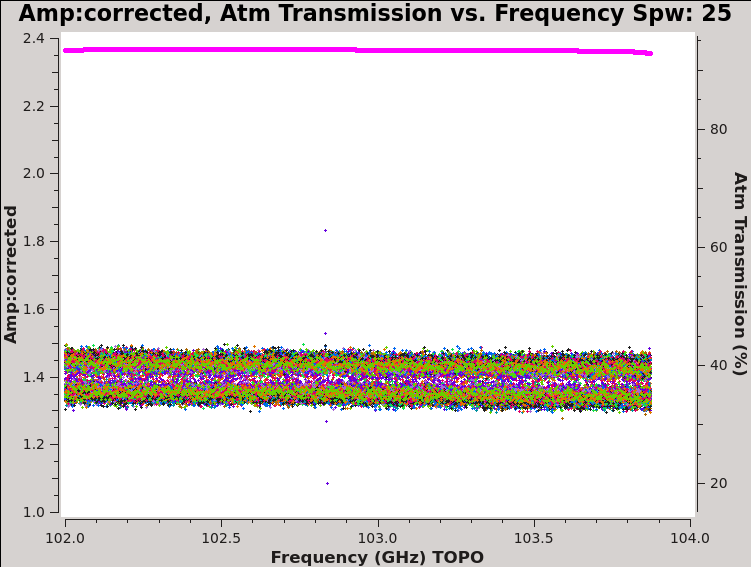 Amp:corrected, Atm Transmission vs. Frequency Spw: 25
2.4
2.2
2.0
1.8
1.6
1.4
1.2
1.0
Amp:corrected
80
60
40
20
Atm Transmission (%)
102.0 102.5 103.0 103.5 104.0
Frequency (GHz) TOPO